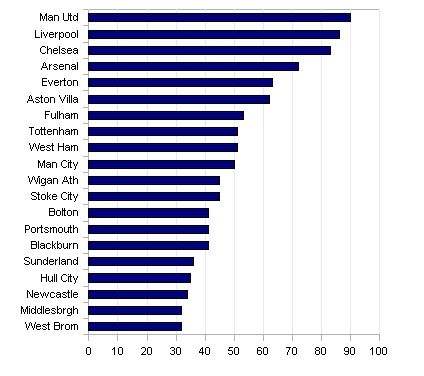 Man Utd
Liverpool
Chelsea
Arsenal
Everton
Aston Villa
Fulham
Tottenham
West Ham
Man City
Wigan Ath
Stoke City
Bolton
Portsmouth
Blackburn
Sunderland
Hull City
Newcastle
Middlesbrgh
West Brom
0 10 20 30 40 50 60 70 80 90 100